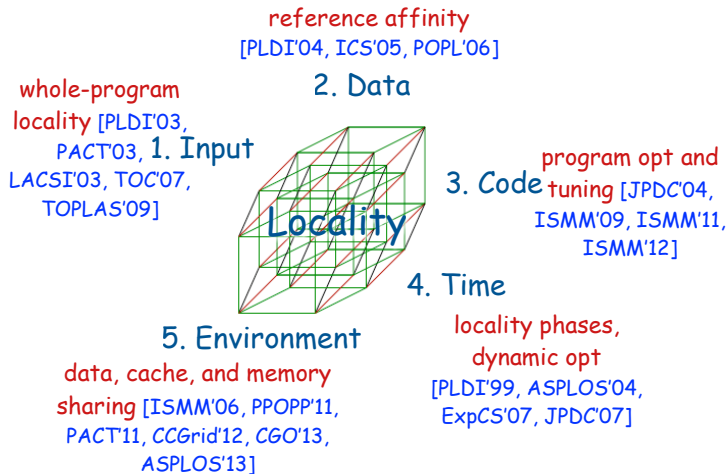 reference affinity
[PLDI'04, ICS'05, POPL'06]
2. Data
whole-program
locality [PLDI'03,
PACT'03,
LACSI'03, TOC'07,
TOPLAS'09]
1. Input
Locality
3. Code
program opt and
tuning [JPDC'04,
ISMM'09, ISMM'11,
ISMM'12]
4. Time
locality phases,
dynamic opt
[PLDI'99, ASPLOS'04,
ExpCS'07, JPDC'07]
5. Environment
data, cache, and memory
sharing [ISMM'06, PPOPP'11,
PACT'11, CCGrid'12, CGO'13,
ASPLOS'13]